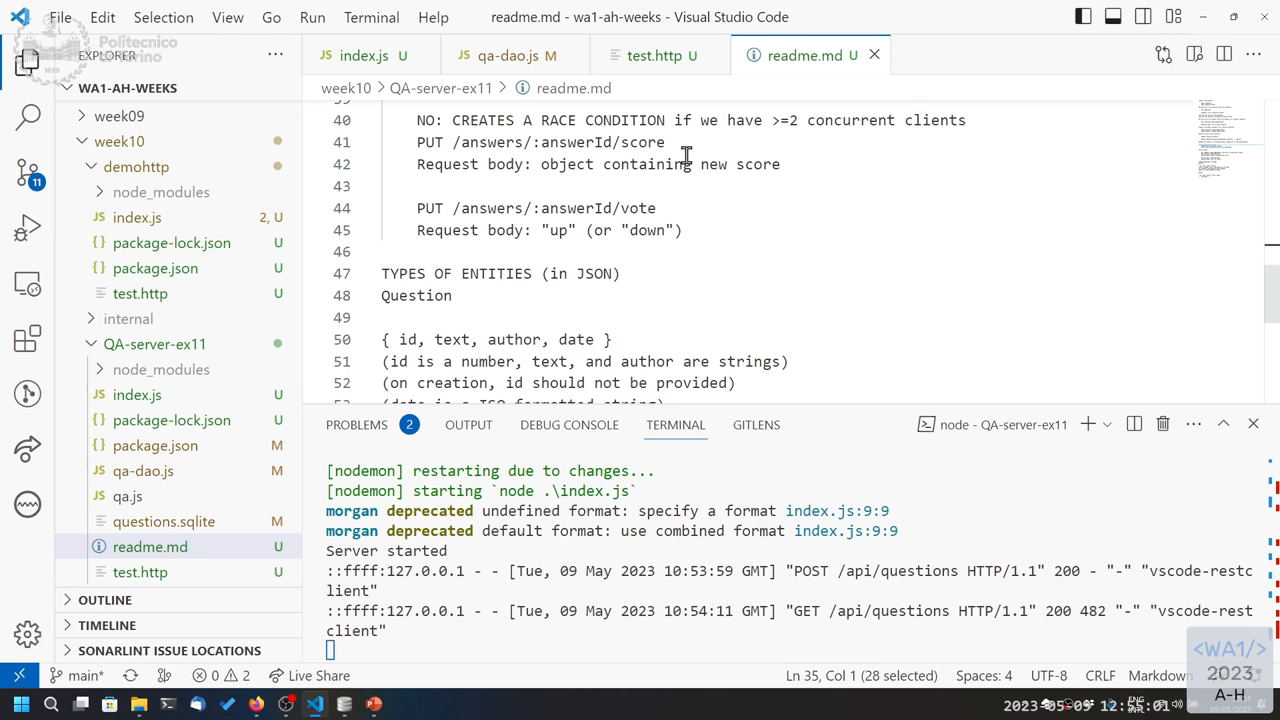 File Edit Selection View Go Run Terminal Help
readme.md - wa1-ah-weeks - Visual Studio Code
Politecnico
di Torino
EXPLORER
index.js U
qa-dao.js M
test.http U
readme.md U
WA1-AH-WEEKS
week09
week10
demohttp
node_modules
index.js 2, U
package-lock.json U
package.json U
test.http U
internal
QA-server-ex11
node_modules
index.js U
package-lock.json U
package.json M
qa-dao.js M
qa.js
questions.sqlite M
readme.md U
test.http U
OUTLINE
TIMELINE
SONARLINT ISSUE LOCATIONS
11
week10 > QA-server-ex11 > readme.md
40 NO: CREATES A RACE CONDITION if we have >=2 concurrent clients
41 PUT /answers/:answerId/score
42 Request body: object containing new score
43
44 PUT /answers/:answerId/vote
45 Request body: "up" (or "down")
46
47 TYPES OF ENTITIES (in JSON)
48 Question
49
50 { id, text, author, date }
51 (id is a number, text, and author are strings)
52 (on creation, id should not be provided)
(date is a ISO formatted string)
PROBLEMS 2 OUTPUT DEBUG CONSOLE TERMINAL GITLENS
node - QA-server-ex11
[nodemon] restarting due to changes...
[nodemon] starting `node .\index.js`
morgan deprecated undefined format: specify a format index.js:9:9
morgan deprecated default format: use combined format index.js:9:9
Server started
::ffff:127.0.0.1 - - [Tue, 09 May 2023 10:53:59 GMT] "POST /api/questions HTTP/1.1" 200 - "-" "vscode-restc
lient"
::ffff:127.0.0.1 - - [Tue, 09 May 2023 10:54:11 GMT] "GET /api/questions HTTP/1.1" 200 482 "-" "vscode-rest
client"
<WA1/>
2023
A-H
main* 0 2 Live Share
Ln 35, Col 1 (28 selected) Spaces: 4 UTF-8 CRLF Markdown
ENG